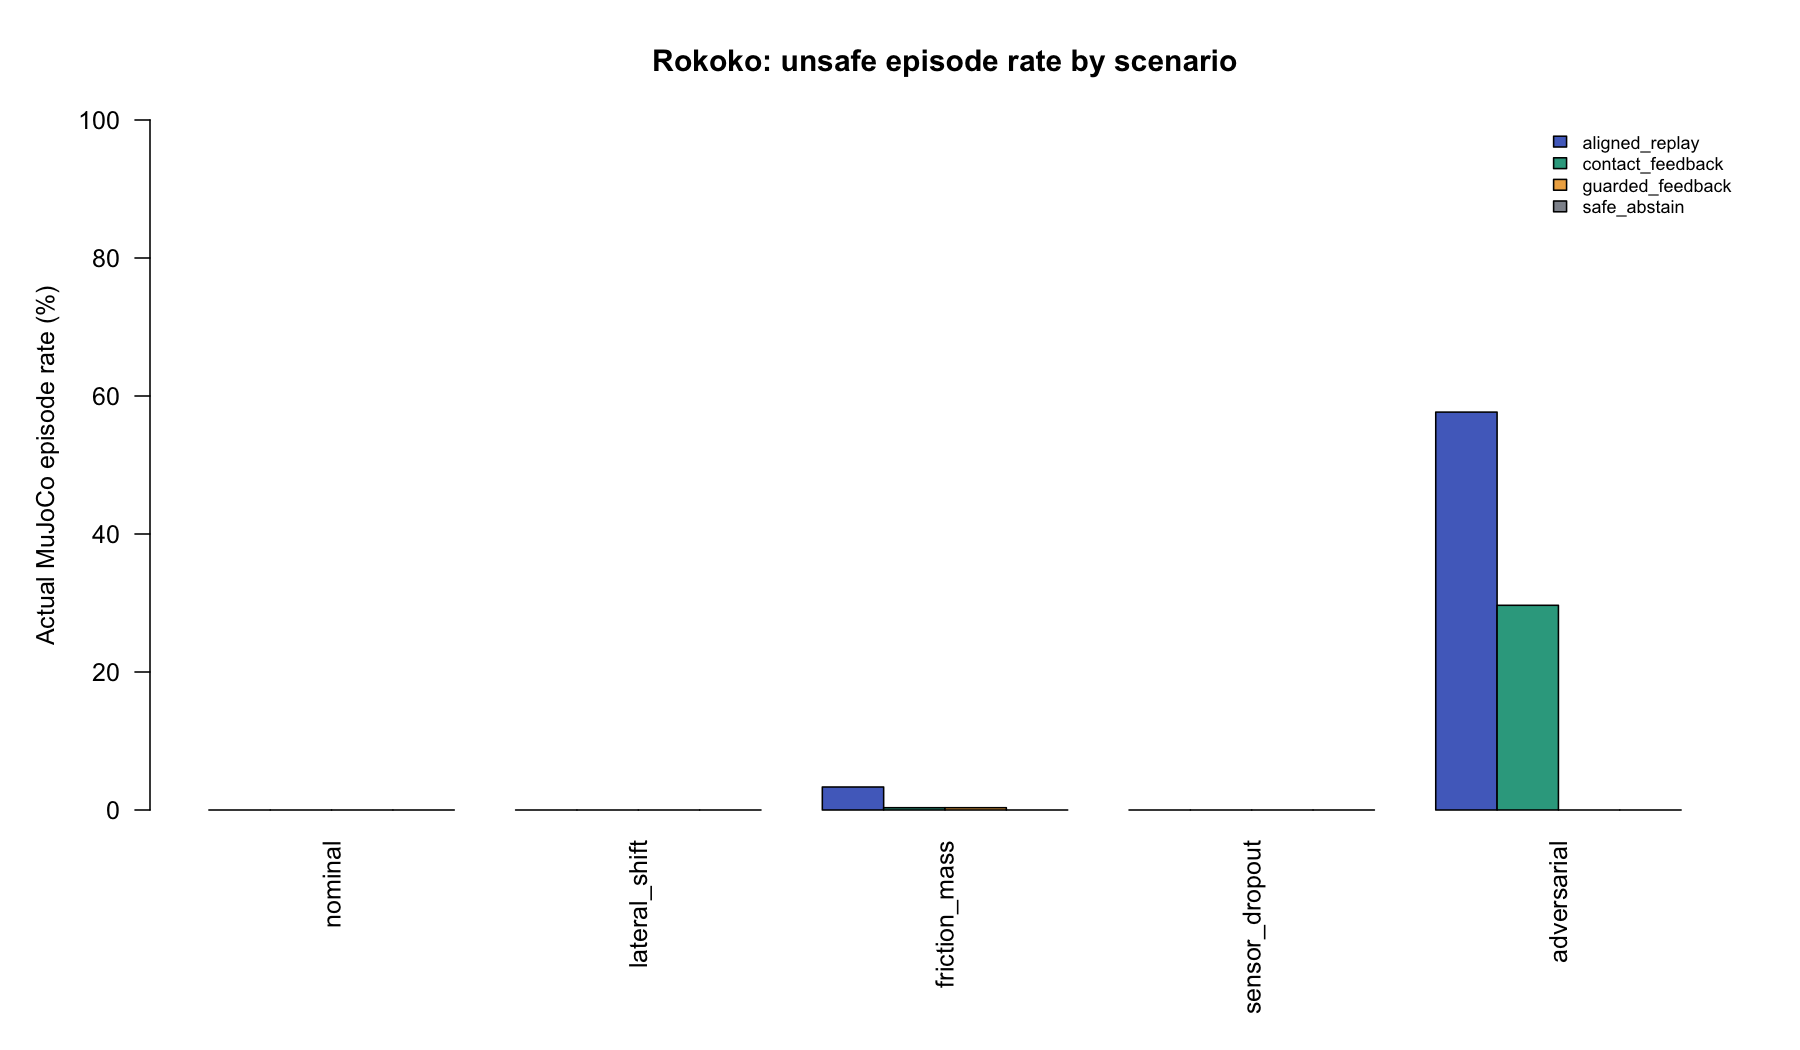 Rokoko: unsafe episode rate by scenario
Actual MuJoCo episode rate (%)
100
80
60
40
20
0
aligned_replay
contact_feedback
guarded_feedback
safe_abstain
nominal
lateral_shift
friction_mass
sensor_dropout
adversarial